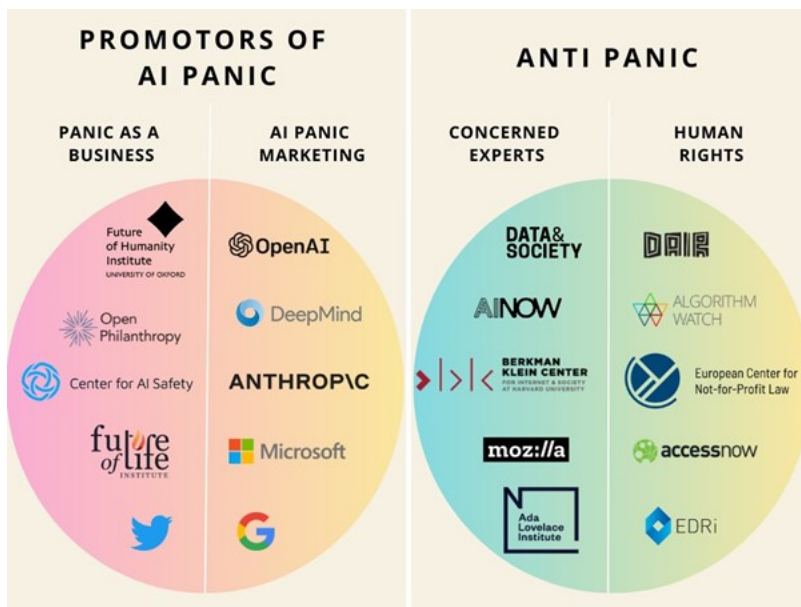 PROMOTORS OF
AI PANIC
PANIC AS A
BUSINESS
AI PANIC
MARKETING
Future
of Humanity
Institute
UNIVERSITY OF OXFORD
OpenAI
Open
Philanthropy
DeepMind
Center for AI Safety
ANTHROP\C
future
of life
INSTITUTE
Microsoft
G
ANTI PANIC
CONCERNED
EXPERTS
HUMAN
RIGHTS
DATA&
SOCIETY
DAIR
AINOW
ALGORITHM
WATCH
BERKMAN
KLEIN CENTER
FOR INTERNET & SOCIETY
AT HARVARD UNIVERSITY
European Center for
Not-for-Profit Law
moz://a
accessnow
Ada
Lovelace
Institute
EDRi